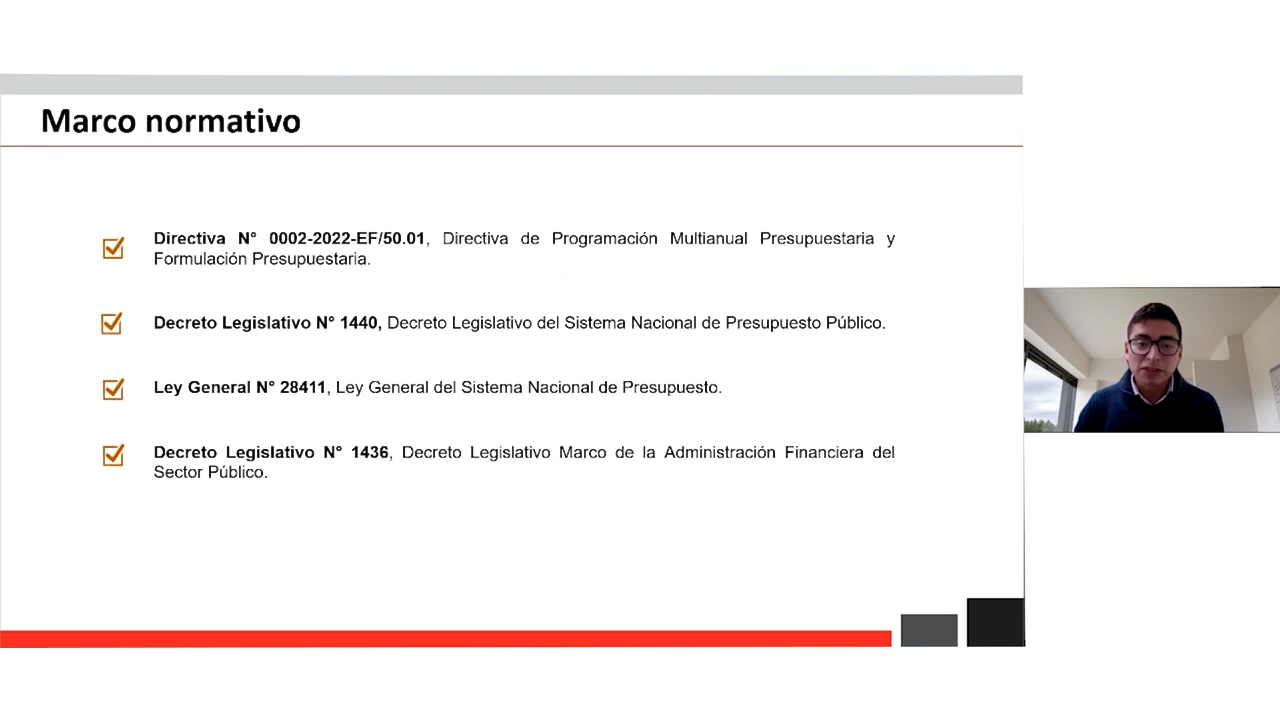 Marco normativo
Directiva N° 0002-2022-EF/50.01, Directiva de Programación Multianual Presupuestaria y
Formulación Presupuestaria.
Decreto Legislativo N° 1440, Decreto Legislativo del Sistema Nacional de Presupuesto Público.
Ley General N° 28411, Ley General del Sistema Nacional de Presupuesto.
Decreto Legislativo N° 1436, Decreto Legislativo Marco de la Administración Financiera del
Sector Público.